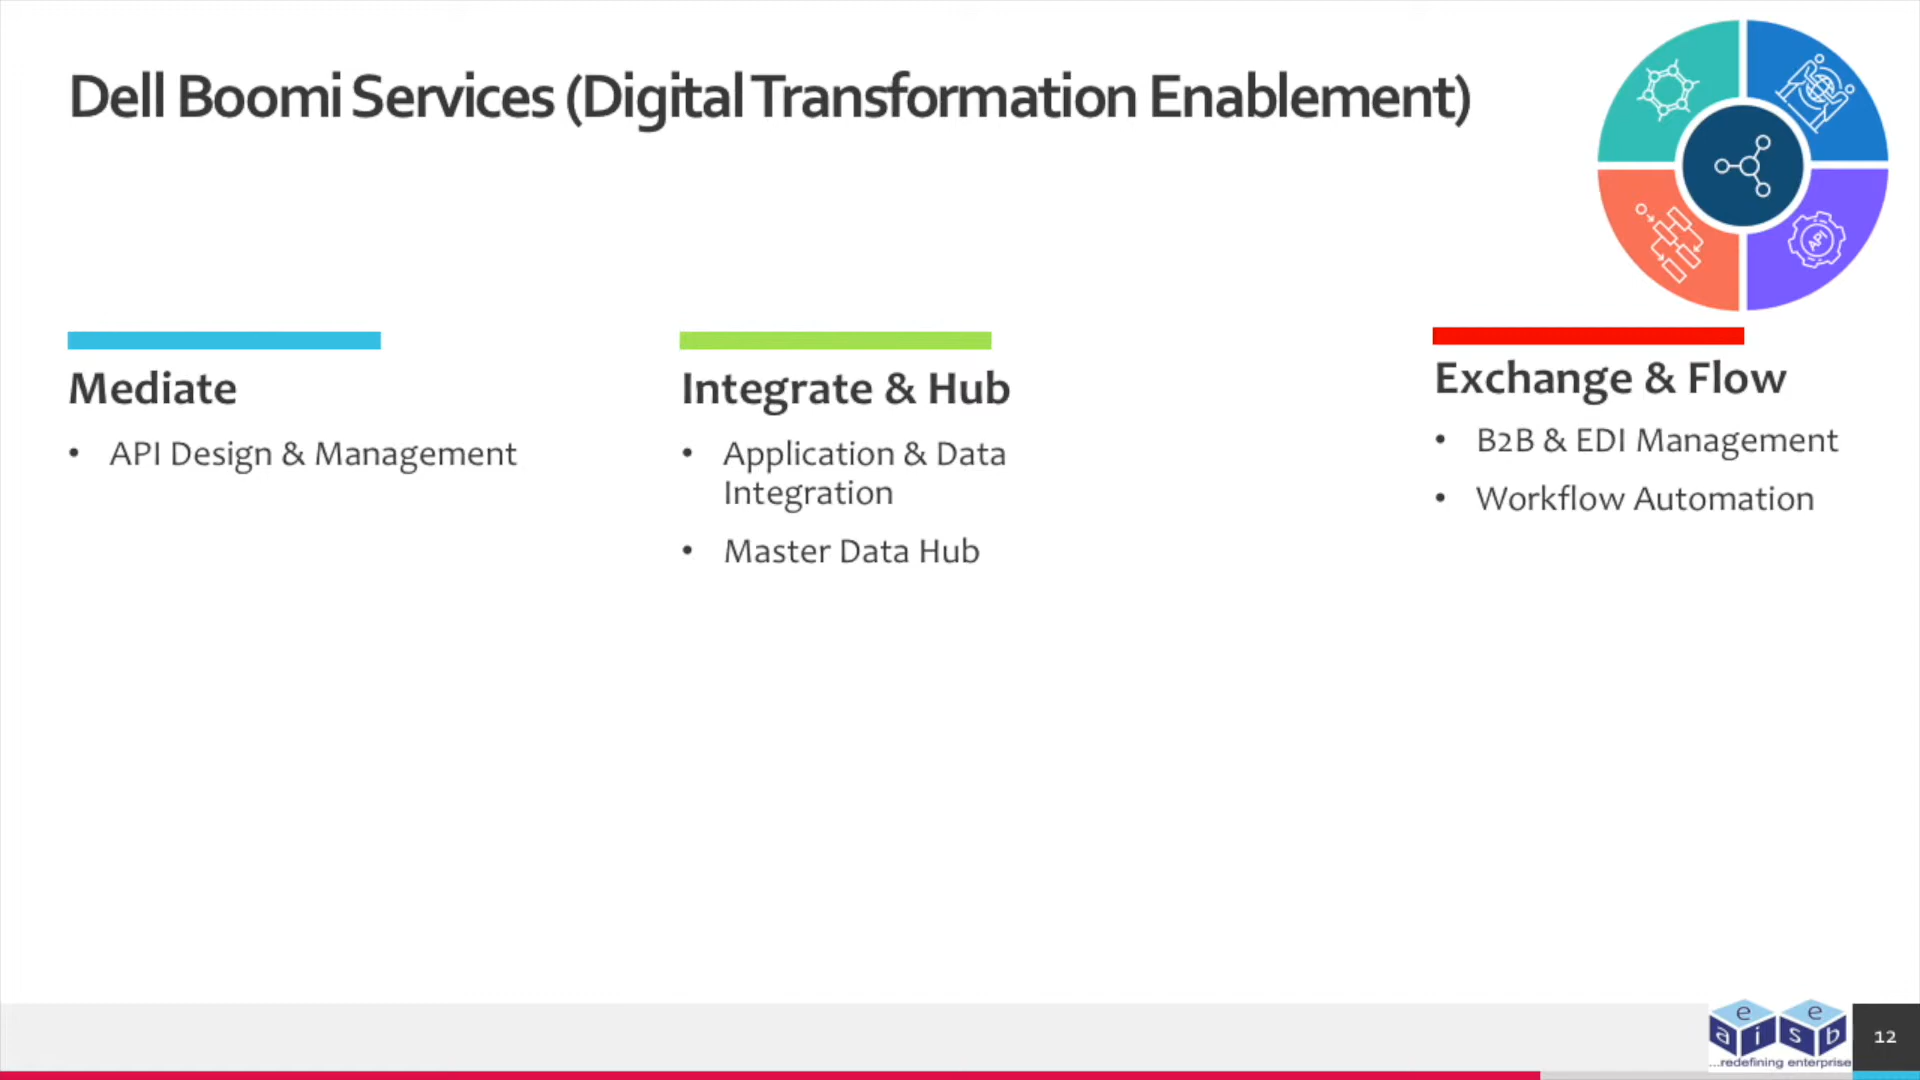 Dell Boomi Services (Digital Transformation Enablement)
API
Mediate
• API Design & Management
Integrate & Hub
• Application & Data
Integration
• Master Data Hub
Exchange & Flow
• B2B & EDI Management
• Workflow Automation
e e
a i s b
...redefining enterprise
12